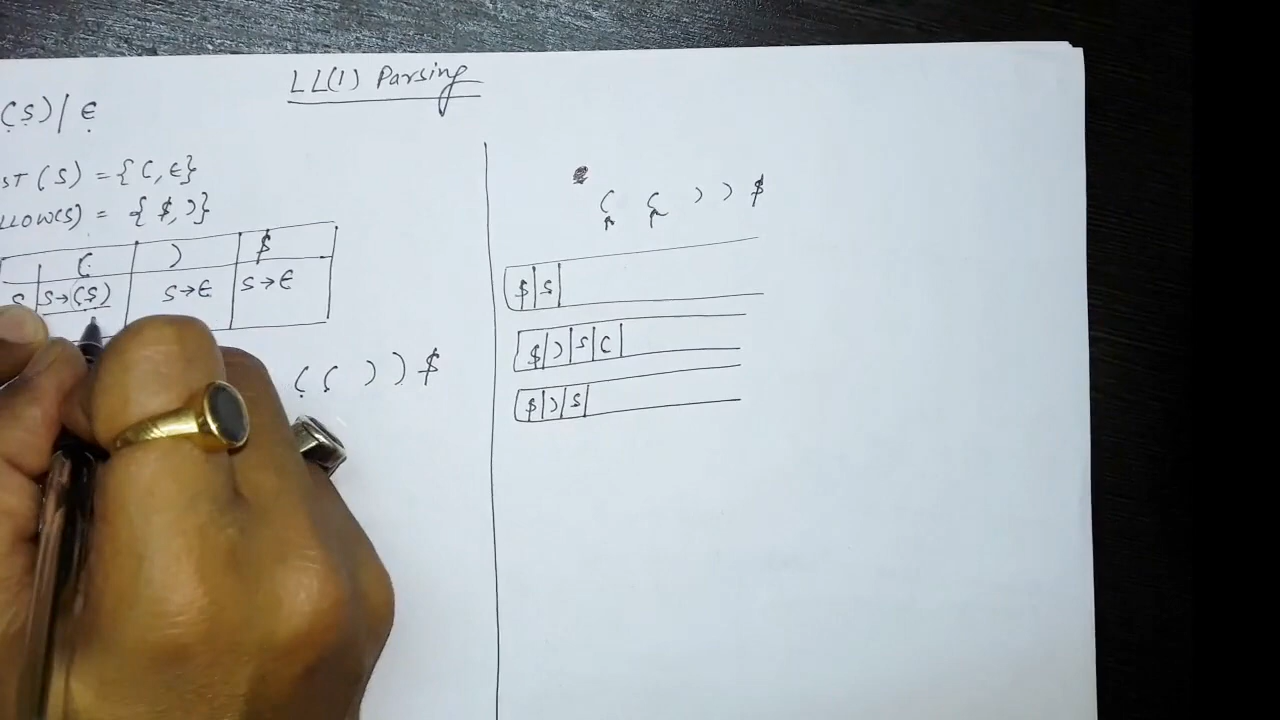 LL(1) Parsing
(S) | ϵ
ST(S) = {(, ϵ}
LLOW(S) = {$, )}
( ) $
S S→(S) S→ϵ S→ϵ
( ( ) ) $
( ( ) ) $
$ S
$ ) S (
$ ) S